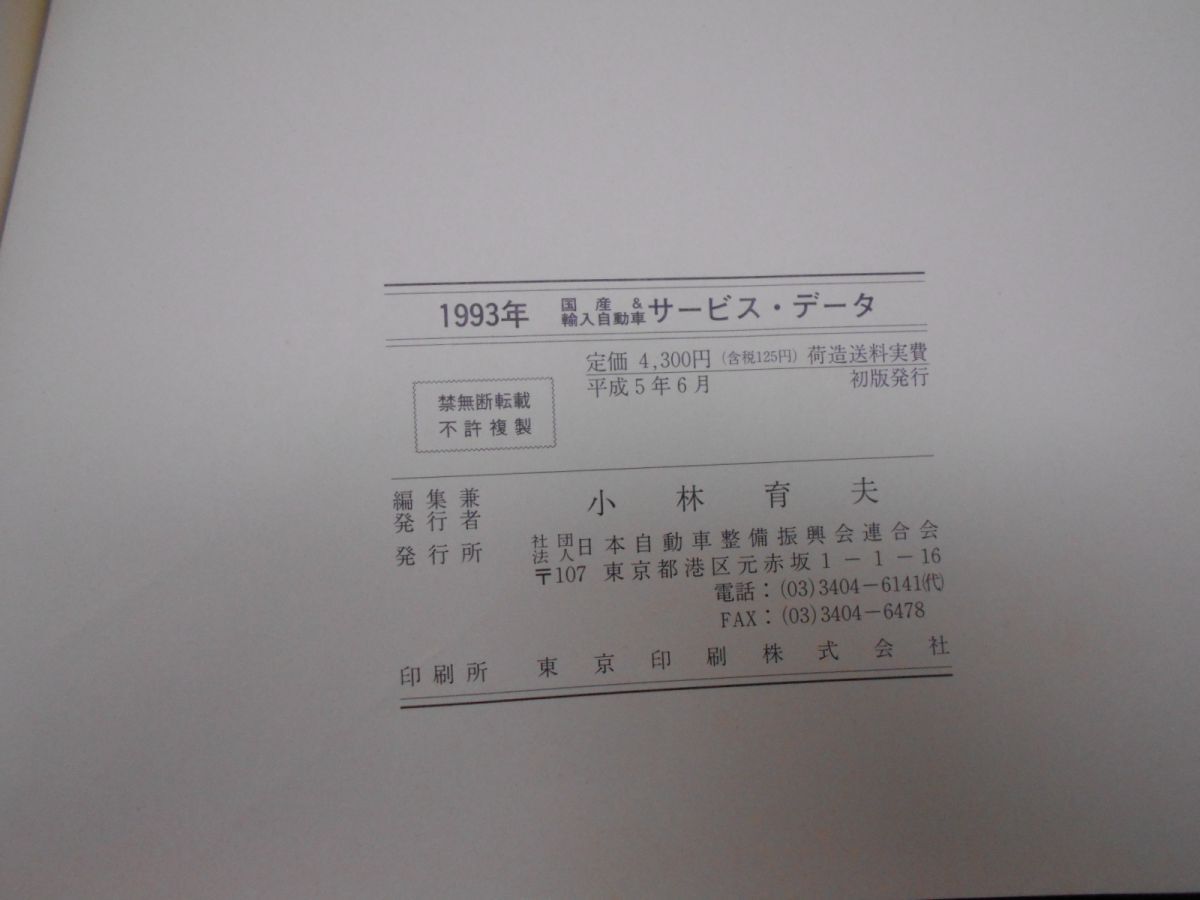 1993年 国産&輸入自動車 サービス・データ
定価 4,300円 (含税125円) 荷造送料実費
平成5年6月 初版発行
禁無断転載
不許複製
編集兼発行者 小林育夫
発行所 社団法人日本自動車整備振興会連合会
〒107 東京都港区元赤坂1-1-16
電話:(03)3404-6141(代)
FAX:(03)3404-6478
印刷所 東京印刷株式会社